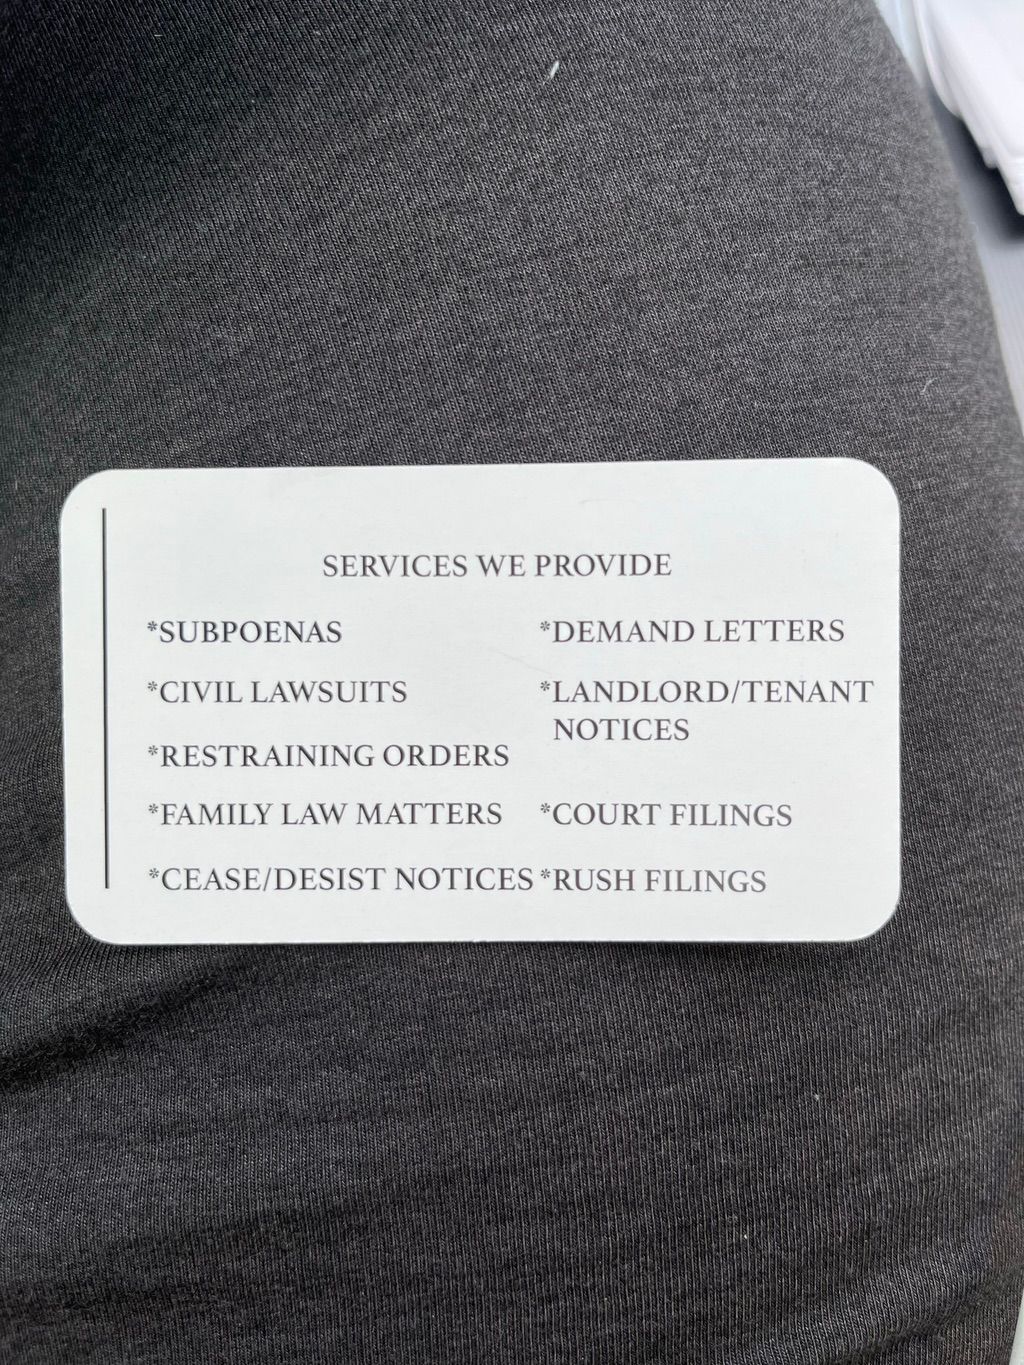 SERVICES WE PROVIDE
*SUBPOENAS
*CIVIL LAWSUITS
*RESTRAINING ORDERS
*FAMILY LAW MATTERS
*CEASE/DESIST NOTICES
*DEMAND LETTERS
*LANDLORD/TENANT
NOTICES
*COURT FILINGS
*RUSH FILINGS